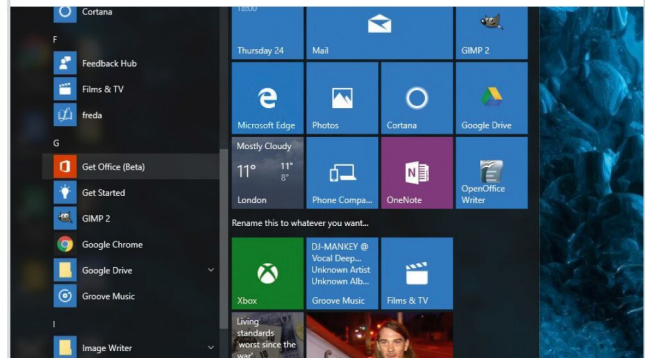 Cortana
F
Feedback Hub
Films & TV
freda
G
Get Office (Beta)
Get Started
GIMP 2
Google Chrome
Google Drive
Groove Music
I
Image Writer
12:00
Thursday 24
Mail
GIMP 2
Microsoft Edge
Photos
Cortana
Google Drive
Mostly Cloudy
11° 11°
8°
London
Phone Compa...
OneNote
OpenOffice
Writer
Rename this to whatever you want...
Xbox
DJ-MANKEY @
Vocal Deep...
Unknown Artist
Unknown Alb...
Groove Music
Films & TV
Living
standards
'worst since the
war'